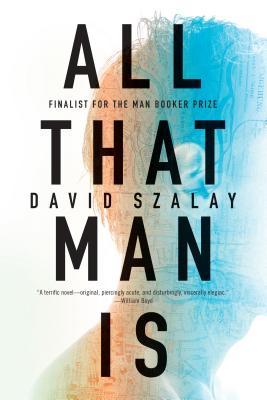 ALL
FINALIST FOR THE MAN BOOKER PRIZE
THAT
DAVID SZALAY
MAN
"A terrific novel—original, piercingly acute, and disturbingly, viscerally elegiac."
—William Boyd
IS